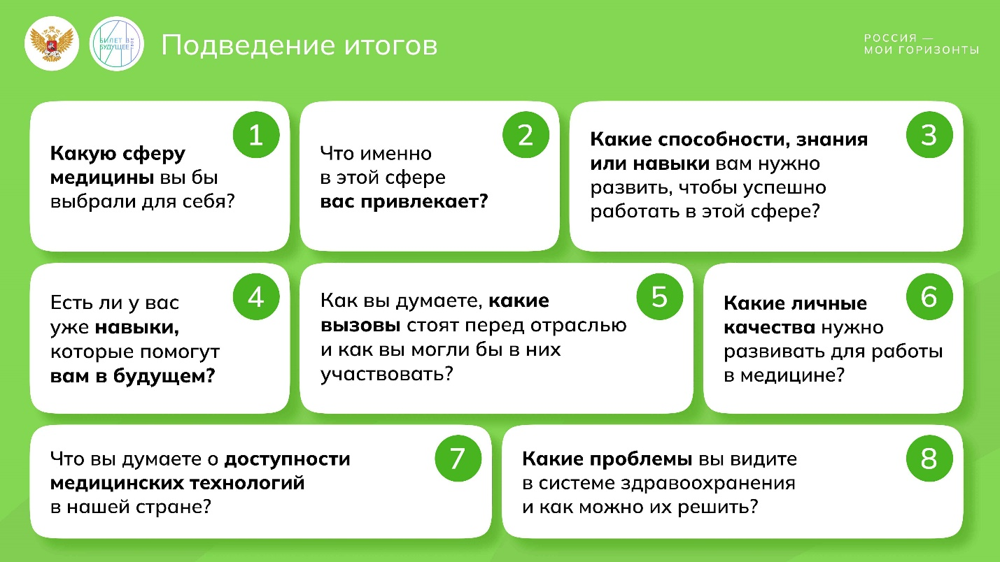 БИЛЕТ В
БУДУЩЕЕ
ТВОЕ
Подведение итогов
РОССИЯ —
МОИ ГОРИЗОНТЫ
1
Какую сферу
медицины вы бы
выбрали для себя?
2
Что именно
в этой сфере
вас привлекает?
3
Какие способности, знания
или навыки вам нужно
развить, чтобы успешно
работать в этой сфере?
4
Есть ли у вас
уже навыки,
которые помогут
вам в будущем?
5
Как вы думаете, какие
вызовы стоят перед отраслью
и как вы могли бы в них
участвовать?
6
Какие личные
качества нужно
развивать для работы
в медицине?
7
Что вы думаете о доступности
медицинских технологий
в нашей стране?
8
Какие проблемы вы видите
в системе здравоохранения
и как можно их решить?